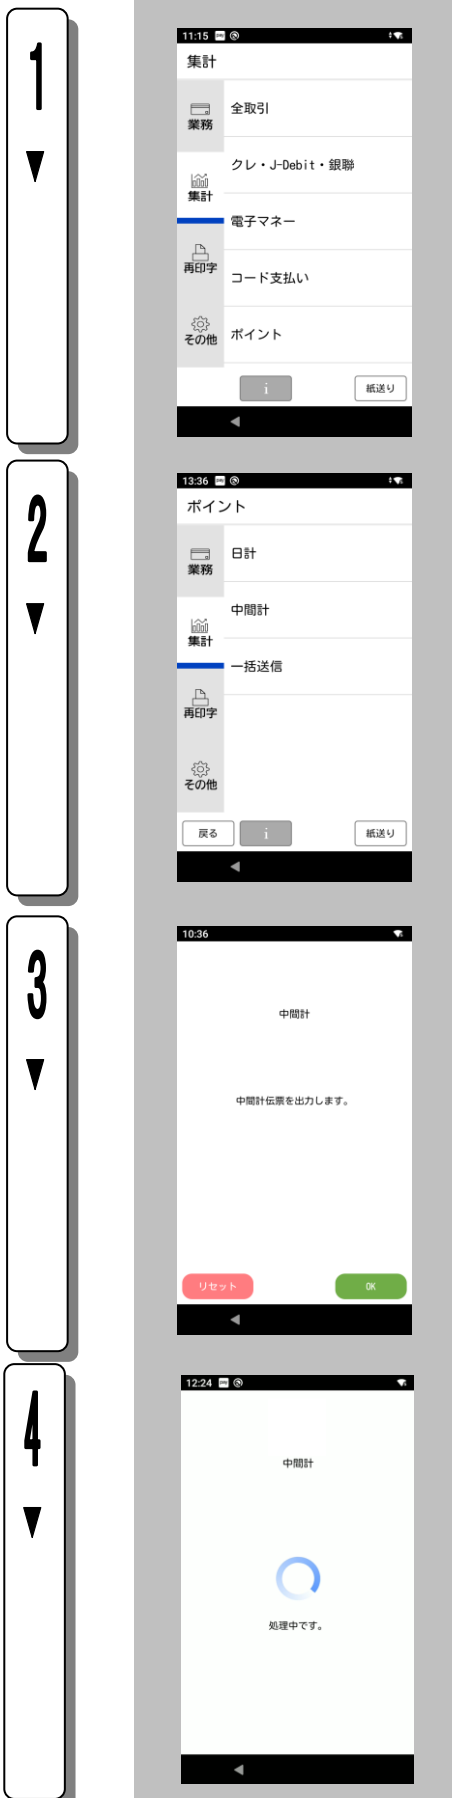 1
11:15
集計
業務
全取引
クレ・J-Debit・銀聯
集計
電子マネー
再印字
コード支払い
その他
ポイント
i
紙送り
2
13:36
ポイント
業務
日計
中間計
集計
一括送信
再印字
その他
戻る
i
紙送り
3
10:36
中間計
中間計伝票を出力します。
リセット
OK
4
12:24
中間計
処理中です。